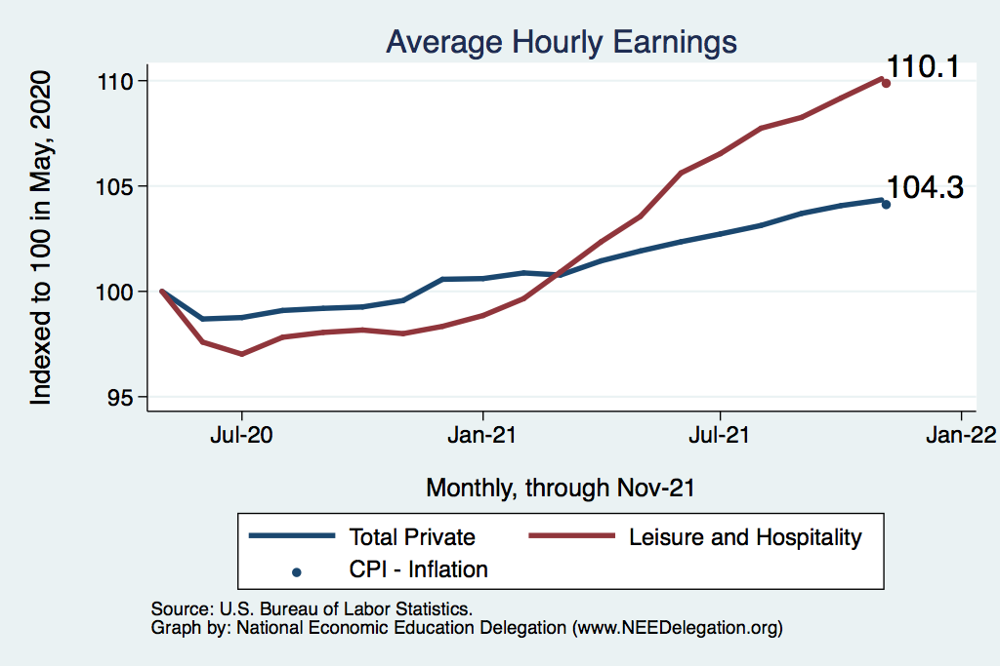 Average Hourly Earnings
110.1
104.3
Indexed to 100 in May, 2020
110
105
100
95
Jul-20 Jan-21 Jul-21 Jan-22
Monthly, through Nov-21
Total Private Leisure and Hospitality
CPI - Inflation
Source: U.S. Bureau of Labor Statistics.
Graph by: National Economic Education Delegation (www.NEEDelegation.org)